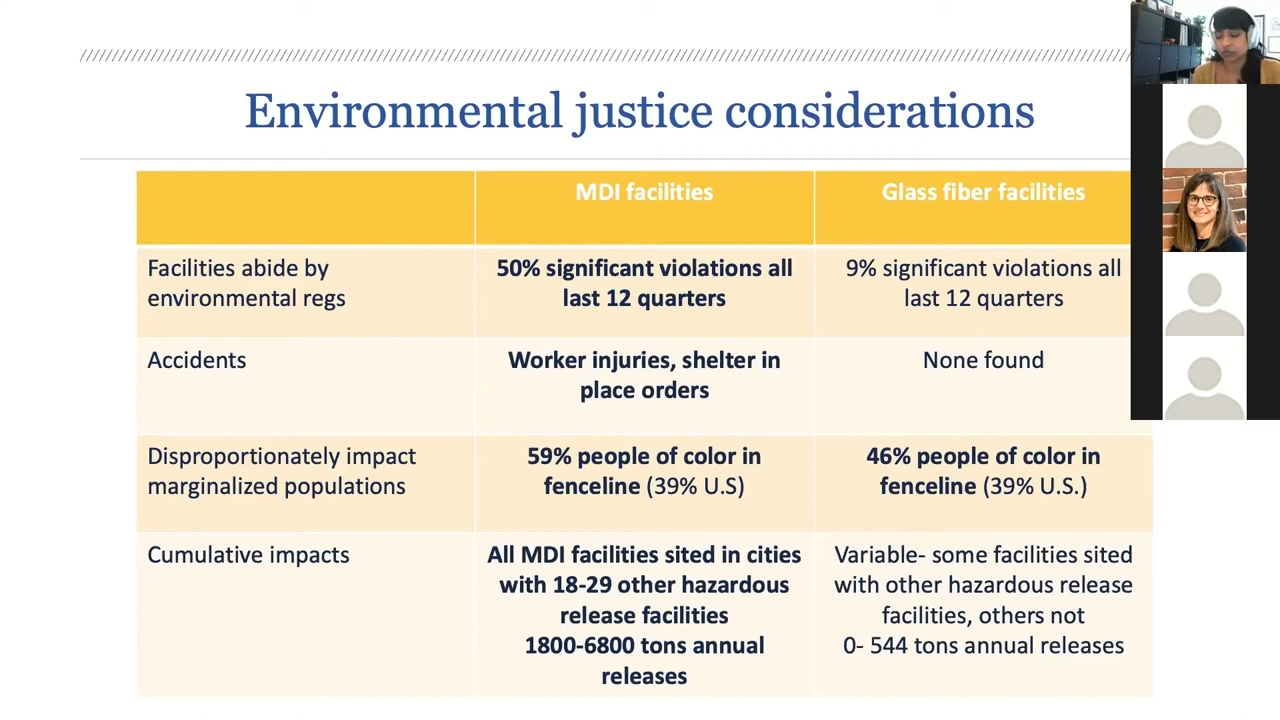 Environmental justice considerations
MDI facilities
Glass fiber facilities
Facilities abide by
environmental regs
50% significant violations all
last 12 quarters
9% significant violations all
last 12 quarters
Accidents
Worker injuries, shelter in
place orders
None found
Disproportionately impact
marginalized populations
59% people of color in
fenceline (39% U.S)
46% people of color in
fenceline (39% U.S.)
Cumulative impacts
All MDI facilities sited in cities
with 18-29 other hazardous
release facilities
1800-6800 tons annual
releases
Variable- some facilities sited
with other hazardous release
facilities, others not
0- 544 tons annual releases